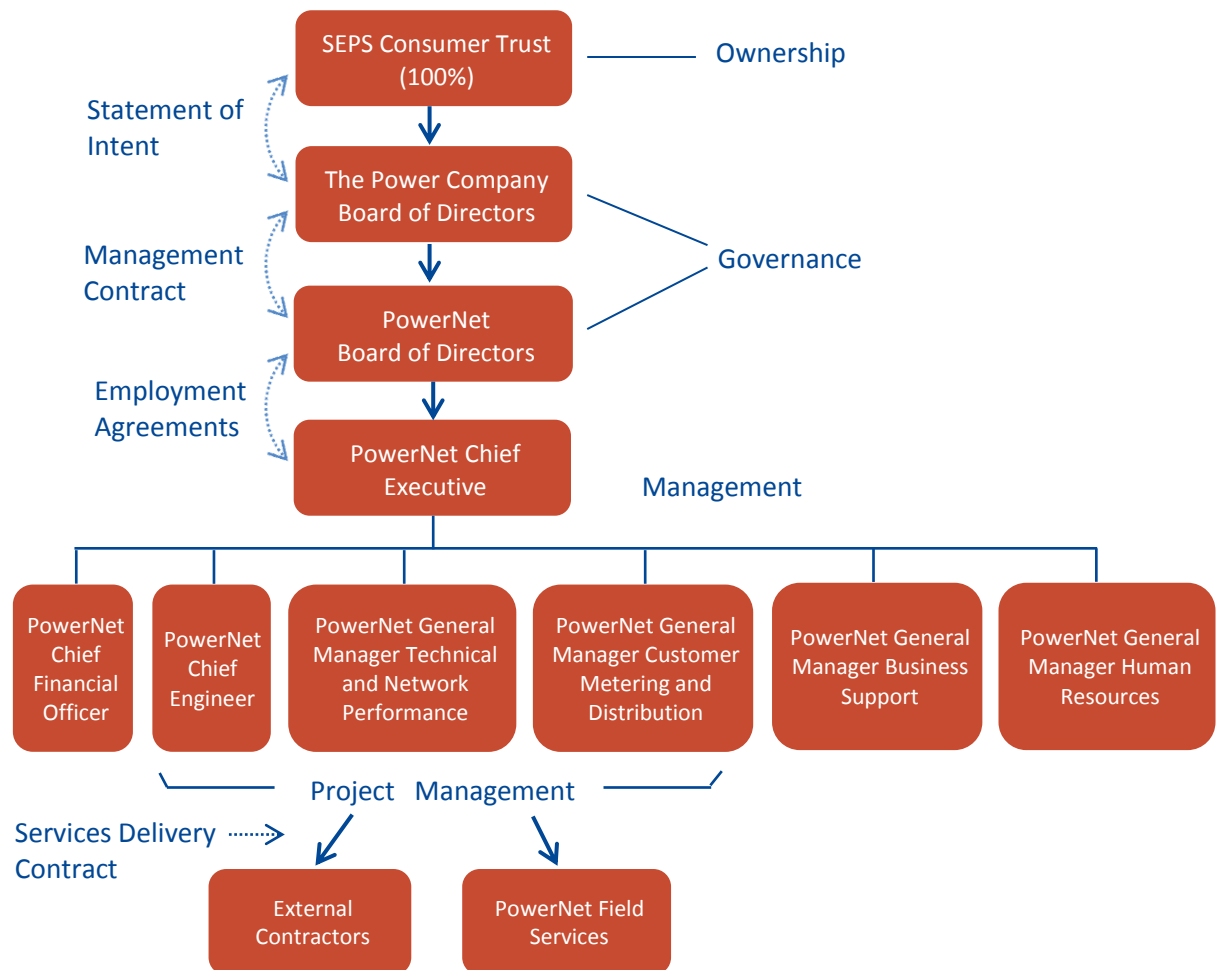 SEPS Consumer Trust
(100%)
Ownership
Statement of
Intent
The Power Company
Board of Directors
Management
Contract
Governance
PowerNet
Board of Directors
Employment
Agreements
PowerNet Chief
Executive
Management
PowerNet
Chief
Financial
Officer
PowerNet
Chief
Engineer
PowerNet General
Manager Technical
and Network
Performance
PowerNet General
Manager Customer
Metering and
Distribution
PowerNet General
Manager Business
Support
PowerNet General
Manager Human
Resources
Project Management
Services Delivery
Contract
External
Contractors
PowerNet Field
Services